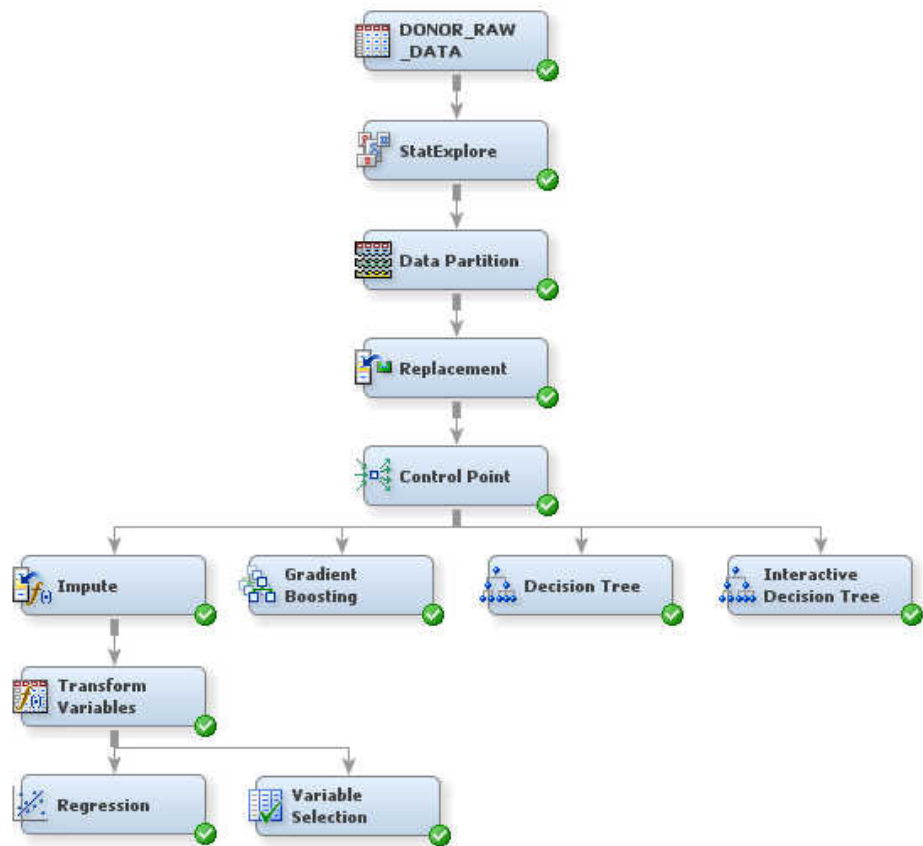 DONOR_RAW
_DATA
StatExplore
Data Partition
Replacement
Control Point
Impute
Gradient
Boosting
Decision Tree
Interactive
Decision Tree
Transform
Variables
Regression
Variable
Selection